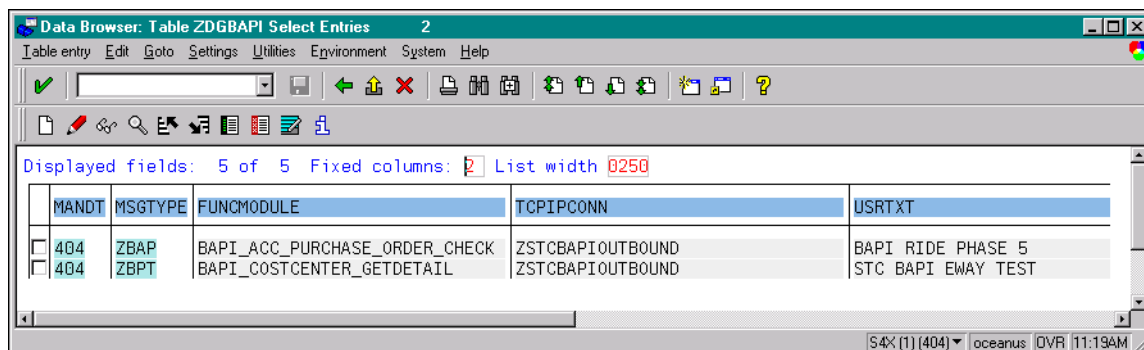 Data Browser: Table ZDGBAPI Select Entries 2
Table entry Edit Goto Settings Utilities Environment System Help
Displayed fields: 5 of 5 Fixed columns: 2 List width 0250
MANDT MSGTYPE FUNCMODULE TCPIPCONN USRTXT
404 ZBAP BAPI_ACC_PURCHASE_ORDER_CHECK ZSTCBAPIOUTBOUND BAPI RIDE PHASE 5
404 ZBPT BAPI_COSTCENTER_GETDETAIL ZSTCBAPIOUTBOUND STC BAPI EWAY TEST
S4X (1) (404) oceanus OVR 11:19AM